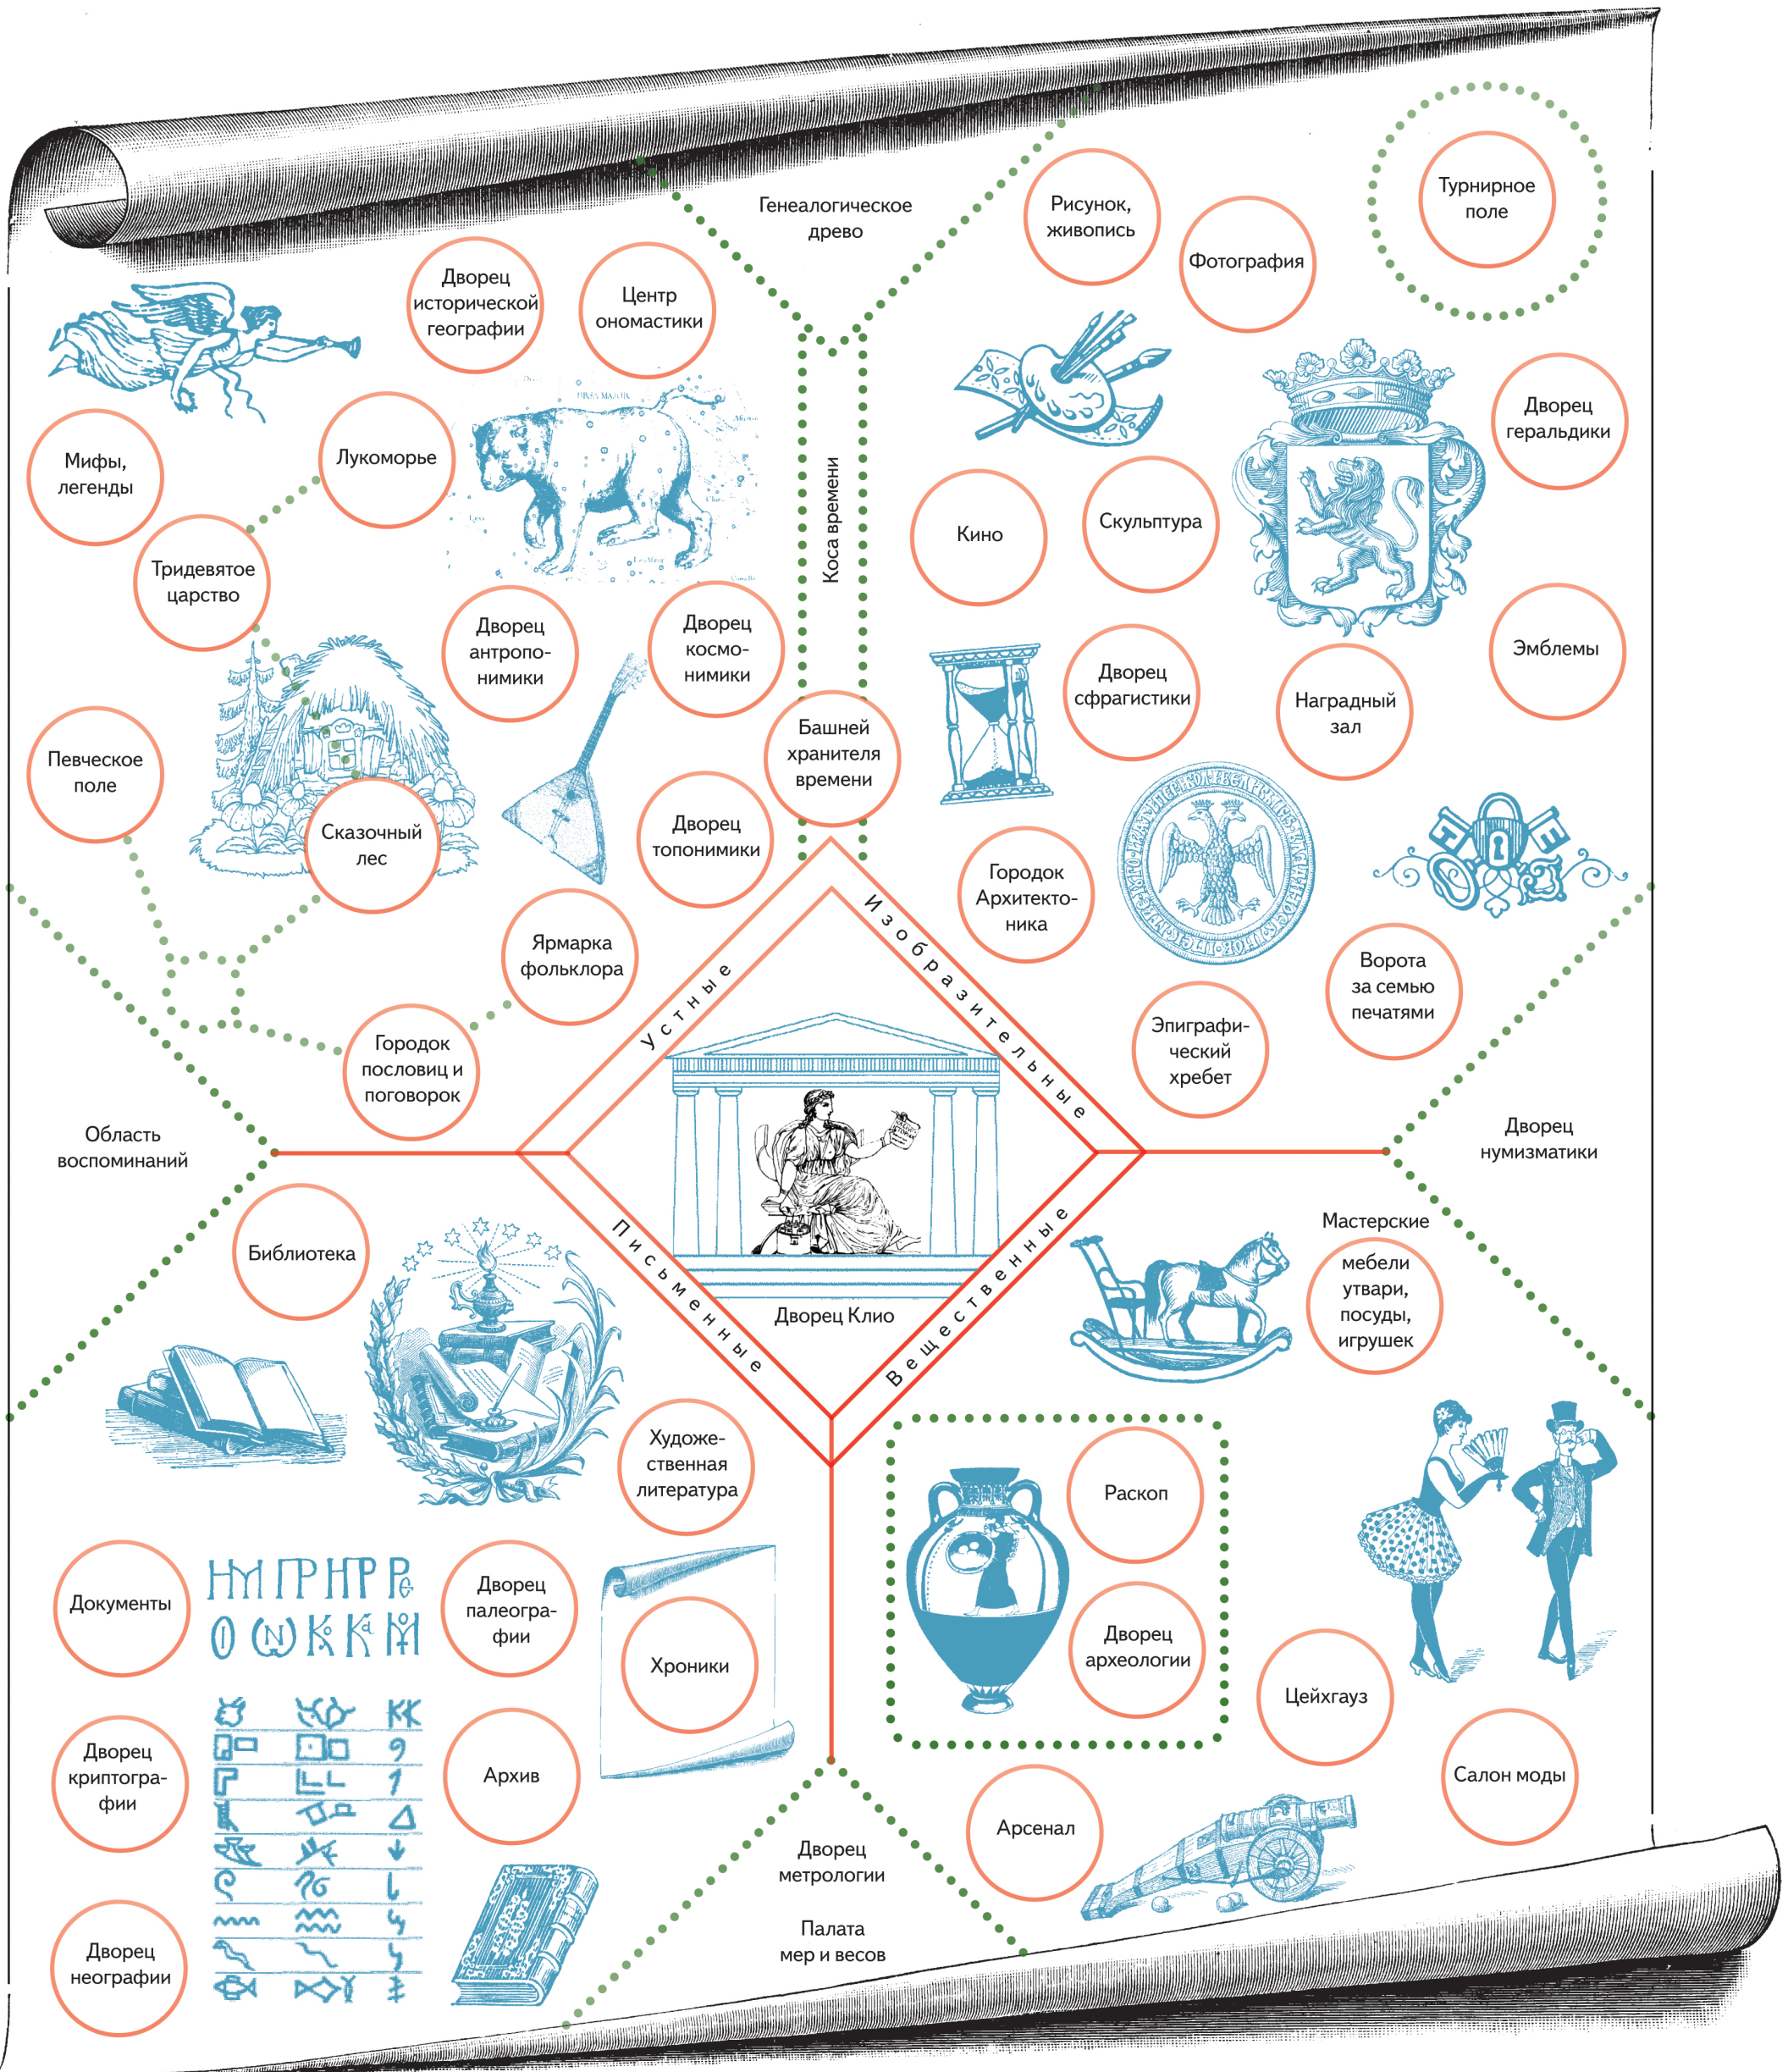 Генеалогическое
древо
Рисунок,
живопись
Фотография
Турнирное
поле
Дворец
исторической
географии
Центр
ономастики
URSA MAJOR
Мифы,
легенды
Лукоморье
Тридевятое
царство
Коса времени
Кино
Скульптура
Дворец
геральдики
Дворец
антропо-
нимики
Дворец
космо-
нимики
Дворец
сфрагистики
Наградный
зал
Эмблемы
Певческое
поле
Башней
хранителя
времени
Сказочный
лес
Дворец
топонимики
Городок
Архитекто-
ника
Ярмарка
фольклора
Ворота
за семью
печатями
Эпиграфи-
ческий
хребет
Городок
пословиц и
поговорок
Устные
Изобразительные
Область
воспоминаний
Дворец
нумизматики
Письменные
Вещественные
Дворец Клио
Библиотека
Мастерские
мебели
утвари,
посуды,
игрушек
Художе-
ственная
литература
Раскоп
Документы
Дворец
палеогра-
фии
Хроники
Дворец
археологии
Цейхгауз
Дворец
криптогра-
фии
Архив
Салон моды
Арсенал
Дворец
метрологии
Палата
мер и весов
Дворец
неографии